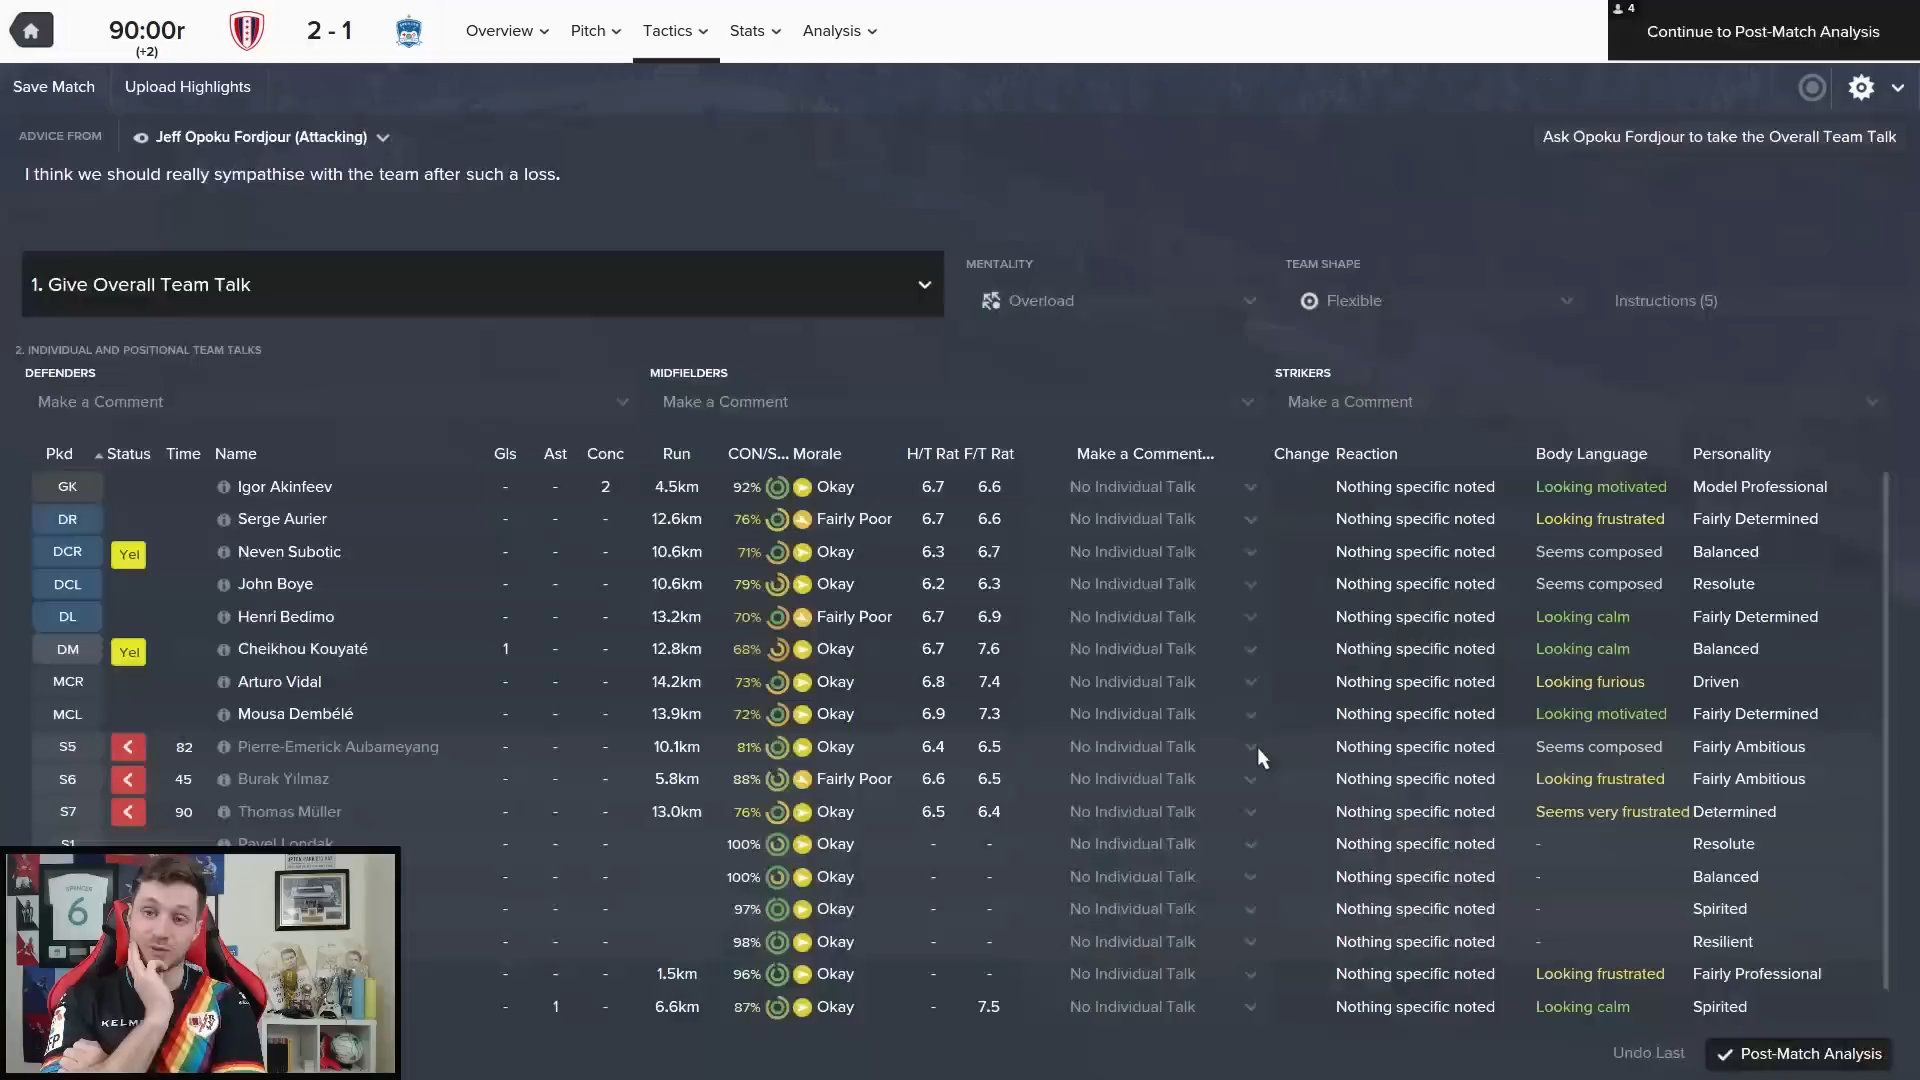 90:00r
(+2)
2 - 1
Overview
Pitch
Tactics
Stats
Analysis
4
Continue to Post-Match Analysis
Save Match
Upload Highlights
ADVICE FROM
Jeff Opoku Fordjour (Attacking)
Ask Opoku Fordjour to take the Overall Team Talk
I think we should really sympathise with the team after such a loss.
1. Give Overall Team Talk
MENTALITY
Overload
TEAM SHAPE
Flexible
Instructions (5)
2. INDIVIDUAL AND POSITIONAL TEAM TALKS
DEFENDERS
MIDFIELDERS
STRIKERS
Make a Comment
Make a Comment
Make a Comment
Pkd Status Time Name Gls Ast Conc Run CON/S... Morale H/T Rat F/T Rat Make a Comment... Change Reaction Body Language Personality
GK Igor Akinfeev - - 2 4.5km 92% Okay 6.7 6.6 No Individual Talk Nothing specific noted Looking motivated Model Professional
DR Serge Aurier - - - 12.6km 76% Fairly Poor 6.7 6.6 No Individual Talk Nothing specific noted Looking frustrated Fairly Determined
DCR Yel Neven Subotic - - - 10.6km 71% Okay 6.3 6.7 No Individual Talk Nothing specific noted Seems composed Balanced
DCL John Boye - - - 10.6km 79% Okay 6.2 6.3 No Individual Talk Nothing specific noted Seems composed Resolute
DL Henri Bedimo - - - 13.2km 70% Fairly Poor 6.7 6.9 No Individual Talk Nothing specific noted Looking calm Fairly Determined
DM Yel Cheikhou Kouyaté 1 - - 12.8km 68% Okay 6.7 7.6 No Individual Talk Nothing specific noted Looking calm Balanced
MCR Arturo Vidal - - - 14.2km 73% Okay 6.8 7.4 No Individual Talk Nothing specific noted Looking furious Driven
MCL Mousa Dembélé - - - 13.9km 72% Okay 6.9 7.3 No Individual Talk Nothing specific noted Looking motivated Fairly Determined
S5 82 Pierre-Emerick Aubameyang - - - 10.1km 81% Okay 6.4 6.5 No Individual Talk Nothing specific noted Seems composed Fairly Ambitious
S6 45 Burak Yılmaz - - - 5.8km 88% Fairly Poor 6.6 6.5 No Individual Talk Nothing specific noted Looking frustrated Fairly Ambitious
S7 90 Thomas Müller - - - 13.0km 76% Okay 6.5 6.4 No Individual Talk Nothing specific noted Seems very frustrated Determined
S1 Pavel Londak - - - 100% Okay - - No Individual Talk Nothing specific noted - Resolute
- - - 100% Okay - - No Individual Talk Nothing specific noted - Balanced
- - - 97% Okay - - No Individual Talk Nothing specific noted - Spirited
- - - 98% Okay - - No Individual Talk Nothing specific noted - Resilient
- - - 1.5km 96% Okay - - No Individual Talk Nothing specific noted Looking frustrated Fairly Professional
- 1 - 6.6km 87% Okay - 7.5 No Individual Talk Nothing specific noted Looking calm Spirited
SPENCER
6
KELM
Undo Last
Post-Match Analysis